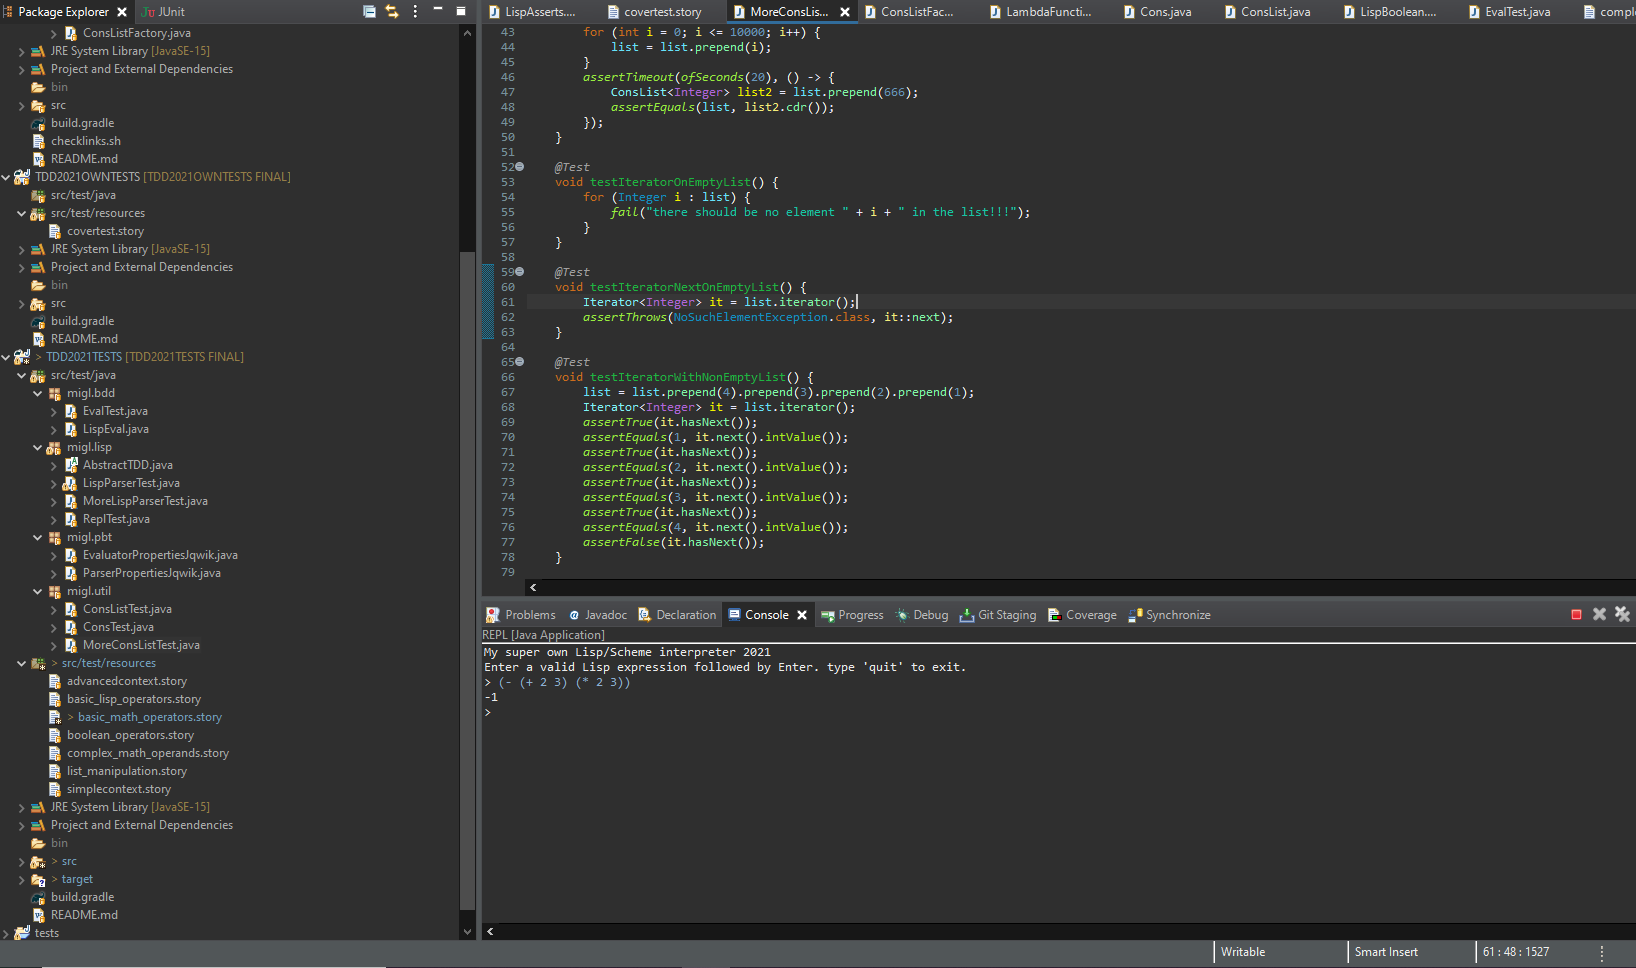 Package Explorer
JUnit
ConsListFactory.java
JRE System Library [JavaSE-15]
Project and External Dependencies
bin
src
build.gradle
checklinks.sh
README.md
TDD2021OWNTESTS [TDD2021OWNTESTS FINAL]
src/test/java
src/test/resources
covertest.story
JRE System Library [JavaSE-15]
Project and External Dependencies
bin
src
build.gradle
README.md
> TDD2021TESTS [TDD2021TESTS FINAL]
src/test/java
migl.bdd
EvalTest.java
LispEval.java
migl.lisp
AbstractTDD.java
LispParserTest.java
MoreLispParserTest.java
ReplTest.java
migl.pbt
EvaluatorPropertiesJqwik.java
ParserPropertiesJqwik.java
migl.util
ConsListTest.java
ConsTest.java
MoreConsListTest.java
> src/test/resources
advancedcontext.story
basic_lisp_operators.story
> basic_math_operators.story
boolean_operators.story
complex_math_operands.story
list_manipulation.story
simplecontext.story
JRE System Library [JavaSE-15]
Project and External Dependencies
bin
> src
> target
build.gradle
README.md
tests
LispAsserts.... covertest.story MoreConsLis... ConsListFac... LambdaFuncti... Cons.java ConsList.java LispBoolean.... EvalTest.java comple
43 for (int i = 0; i <= 10000; i++) {
44 list = list.prepend(i);
45 }
46 assertTimeout(ofSeconds(20), () -> {
47 ConsList<Integer> list2 = list.prepend(666);
48 assertEquals(list, list2.cdr());
49 });
50 }
51
52 @Test
53 void testIteratorOnEmptyList() {
54 for (Integer i : list) {
55 fail("there should be no element " + i + " in the list!!!");
56 }
57 }
58
59 @Test
60 void testIteratorNextOnEmptyList() {
61 Iterator<Integer> it = list.iterator();
62 assertThrows(NoSuchElementException.class, it::next);
63 }
64
65 @Test
66 void testIteratorWithNonEmptyList() {
67 list = list.prepend(4).prepend(3).prepend(2).prepend(1);
68 Iterator<Integer> it = list.iterator();
69 assertTrue(it.hasNext());
70 assertEquals(1, it.next().intValue());
71 assertTrue(it.hasNext());
72 assertEquals(2, it.next().intValue());
73 assertTrue(it.hasNext());
74 assertEquals(3, it.next().intValue());
75 assertTrue(it.hasNext());
76 assertEquals(4, it.next().intValue());
77 assertFalse(it.hasNext());
78 }
79
Problems @ Javadoc Declaration Console Progress Debug Git Staging Coverage Synchronize
REPL [Java Application]
My super own Lisp/Scheme interpreter 2021
Enter a valid Lisp expression followed by Enter. type 'quit' to exit.
> (- (+ 2 3) (* 2 3))
-1
>
Writable Smart Insert 61 : 48 : 1527